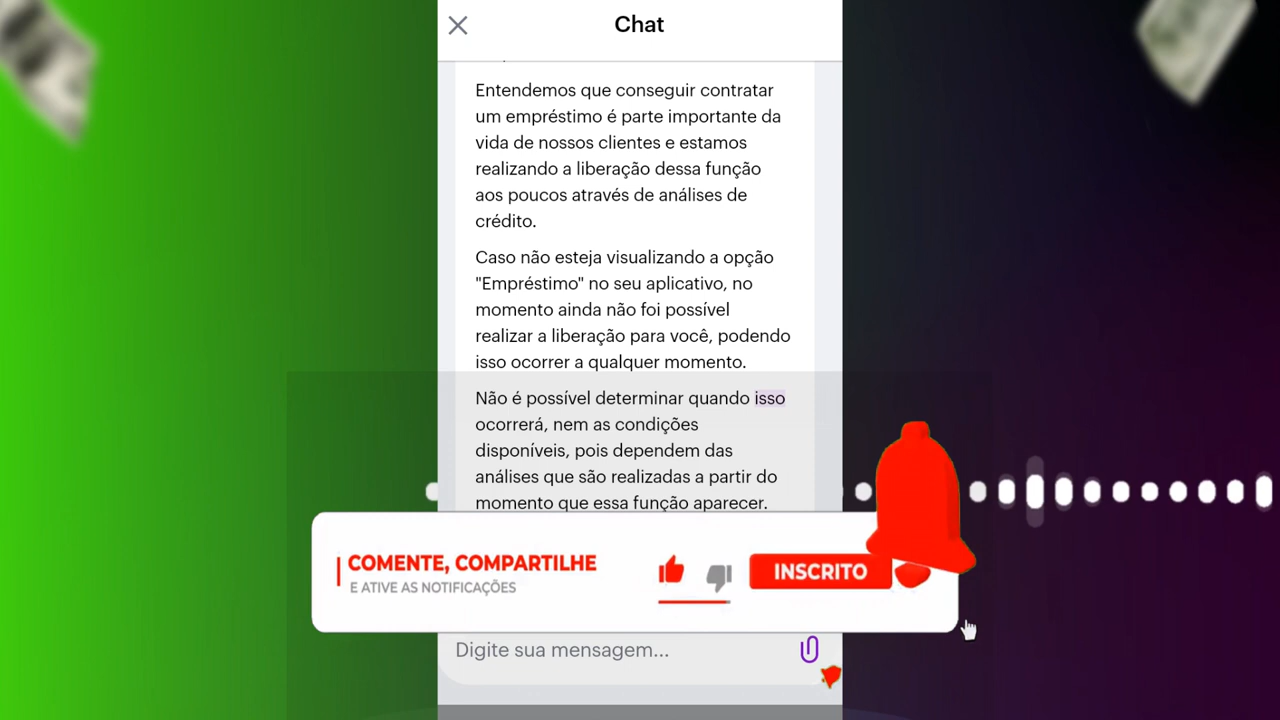 Chat
Entendemos que conseguir contratar
um empréstimo é parte importante da
vida de nossos clientes e estamos
realizando a liberação dessa função
aos poucos através de análises de
crédito.
Caso não esteja visualizando a opção
"Empréstimo" no seu aplicativo, no
momento ainda não foi possível
realizar a liberação para você, podendo
isso ocorrer a qualquer momento.
Não é possível determinar quando isso
ocorrerá, nem as condições
disponíveis, pois dependem das
análises que são realizadas a partir do
momento que essa função aparecer.
COMENTE, COMPARTILHE
E ATIVE AS NOTIFICAÇÕES
INSCRITO
Digite sua mensagem...